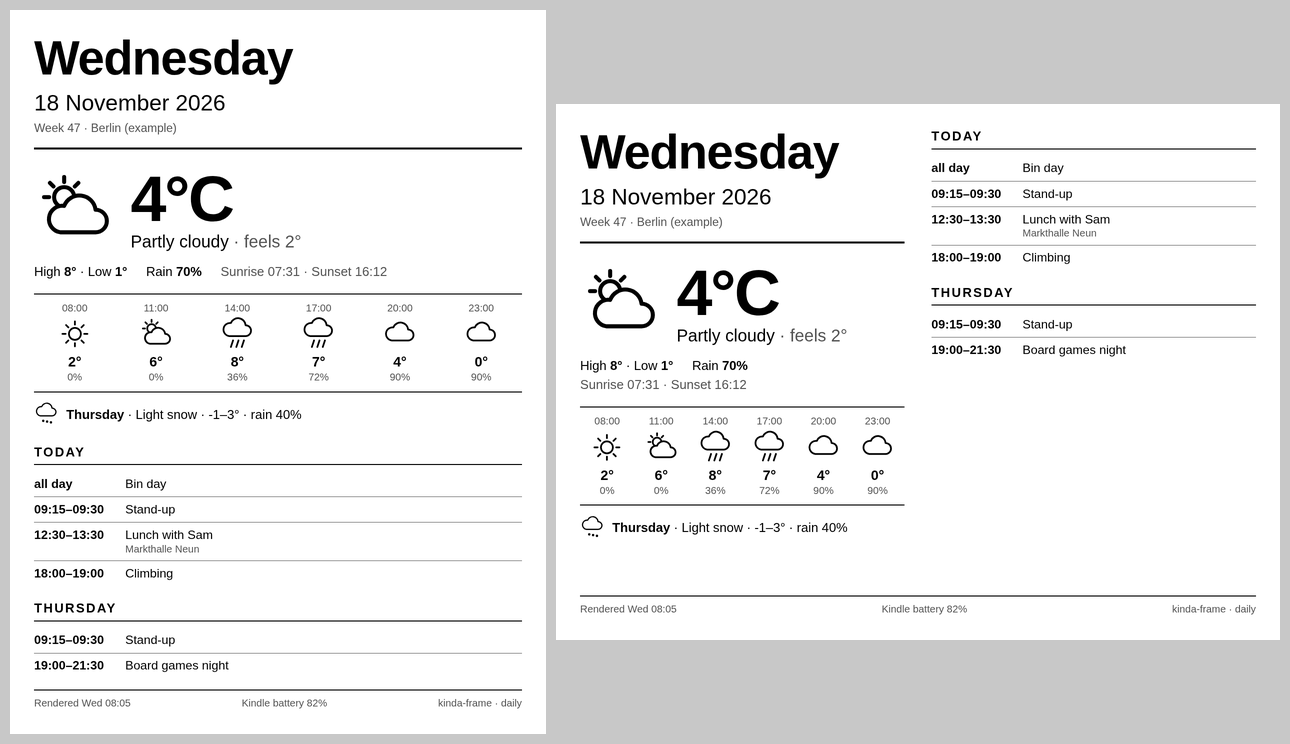 Wednesday
18 November 2026
Week 47 · Berlin (example)
4°C
Partly cloudy · feels 2°
High 8° · Low 1° Rain 70% Sunrise 07:31 · Sunset 16:12
08:00 11:00 14:00 17:00 20:00 23:00
2° 6° 8° 7° 4° 0°
0% 0% 36% 72% 90% 90%
Thursday · Light snow · -1–3° · rain 40%
TODAY
all day Bin day
09:15–09:30 Stand-up
12:30–13:30 Lunch with Sam
Markthalle Neun
18:00–19:00 Climbing
THURSDAY
09:15–09:30 Stand-up
19:00–21:30 Board games night
Rendered Wed 08:05 Kindle battery 82% kinda-frame · daily
Wednesday
18 November 2026
Week 47 · Berlin (example)
4°C
Partly cloudy · feels 2°
High 8° · Low 1° Rain 70%
Sunrise 07:31 · Sunset 16:12
08:00 11:00 14:00 17:00 20:00 23:00
2° 6° 8° 7° 4° 0°
0% 0% 36% 72% 90% 90%
Thursday · Light snow · -1–3° · rain 40%
TODAY
all day Bin day
09:15–09:30 Stand-up
12:30–13:30 Lunch with Sam
Markthalle Neun
18:00–19:00 Climbing
THURSDAY
09:15–09:30 Stand-up
19:00–21:30 Board games night
Rendered Wed 08:05 Kindle battery 82% kinda-frame · daily